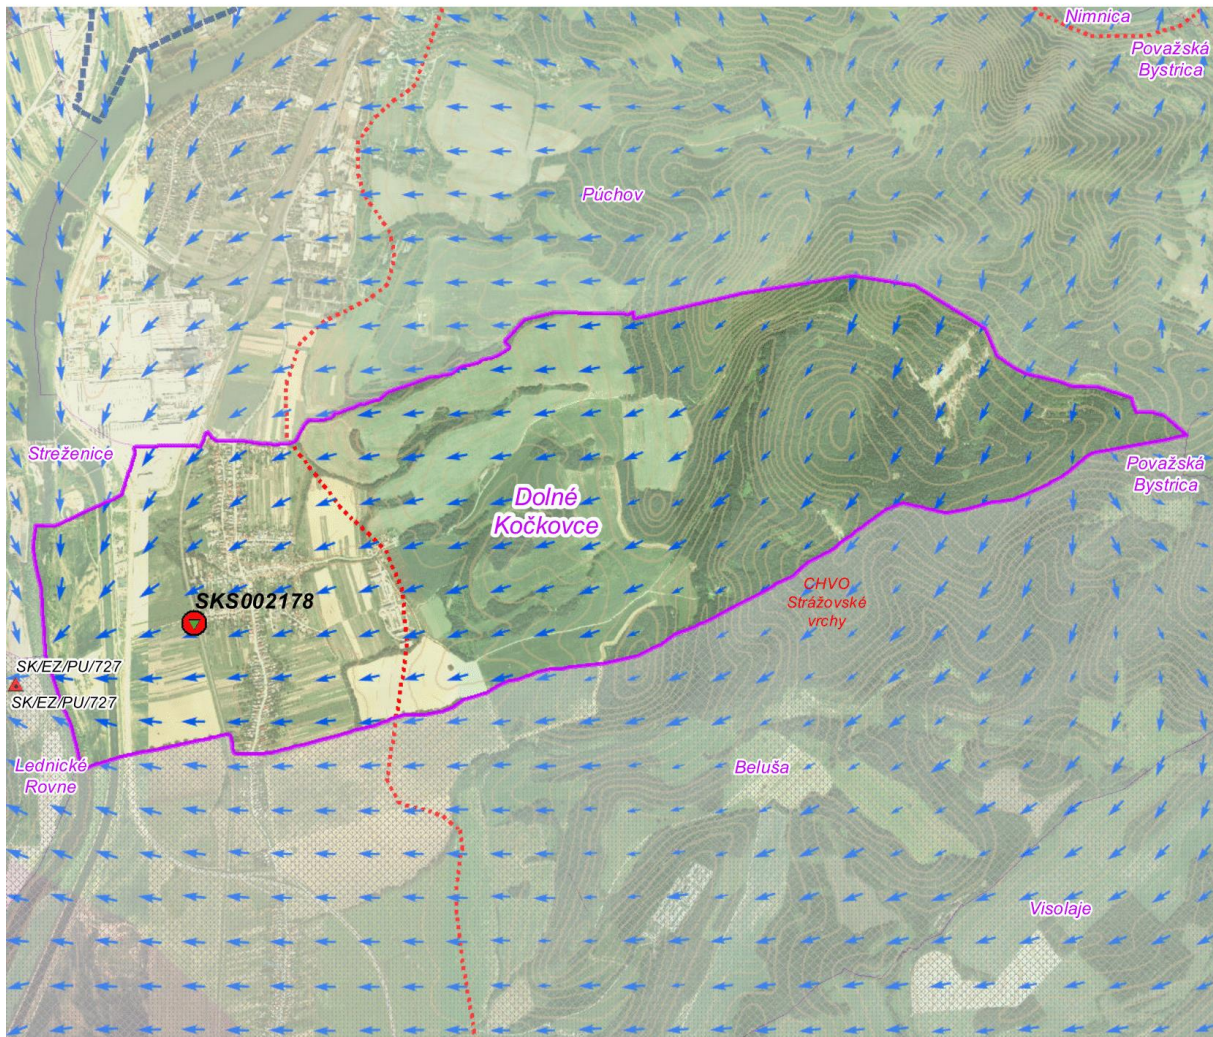 Nimnica
Považská
Bystrica
Púchov
Streženice
Považská
Bystrica
Dolné
Kočkovce
CHVO
Strážovské
vrchy
SKS002178
SK/EZ/PU/727
SK/EZ/PU/727
Lednické
Rovne
Beluša
Visolaje